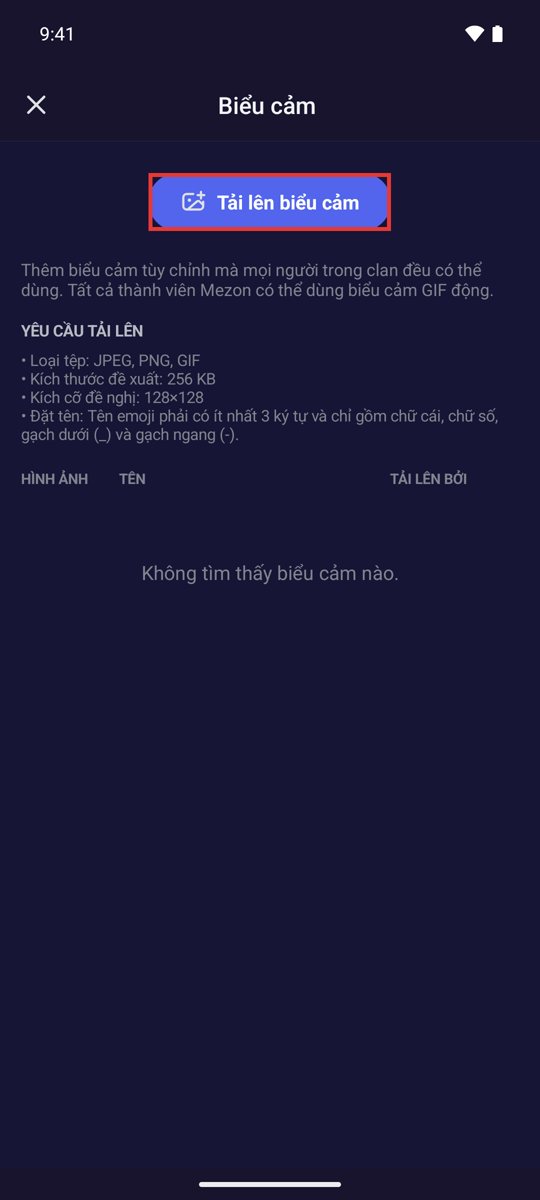 9:41
Biểu cảm
Tải lên biểu cảm
Thêm biểu cảm tùy chỉnh mà mọi người trong clan đều có thể
dùng. Tất cả thành viên Mezon có thể dùng biểu cảm GIF động.
YÊU CẦU TẢI LÊN
• Loại tệp: JPEG, PNG, GIF
• Kích thước đề xuất: 256 KB
• Kích cỡ đề nghị: 128×128
• Đặt tên: Tên emoji phải có ít nhất 3 ký tự và chỉ gồm chữ cái, chữ số,
gạch dưới (_) và gạch ngang (-).
HÌNH ẢNH TÊN TẢI LÊN BỞI
Không tìm thấy biểu cảm nào.